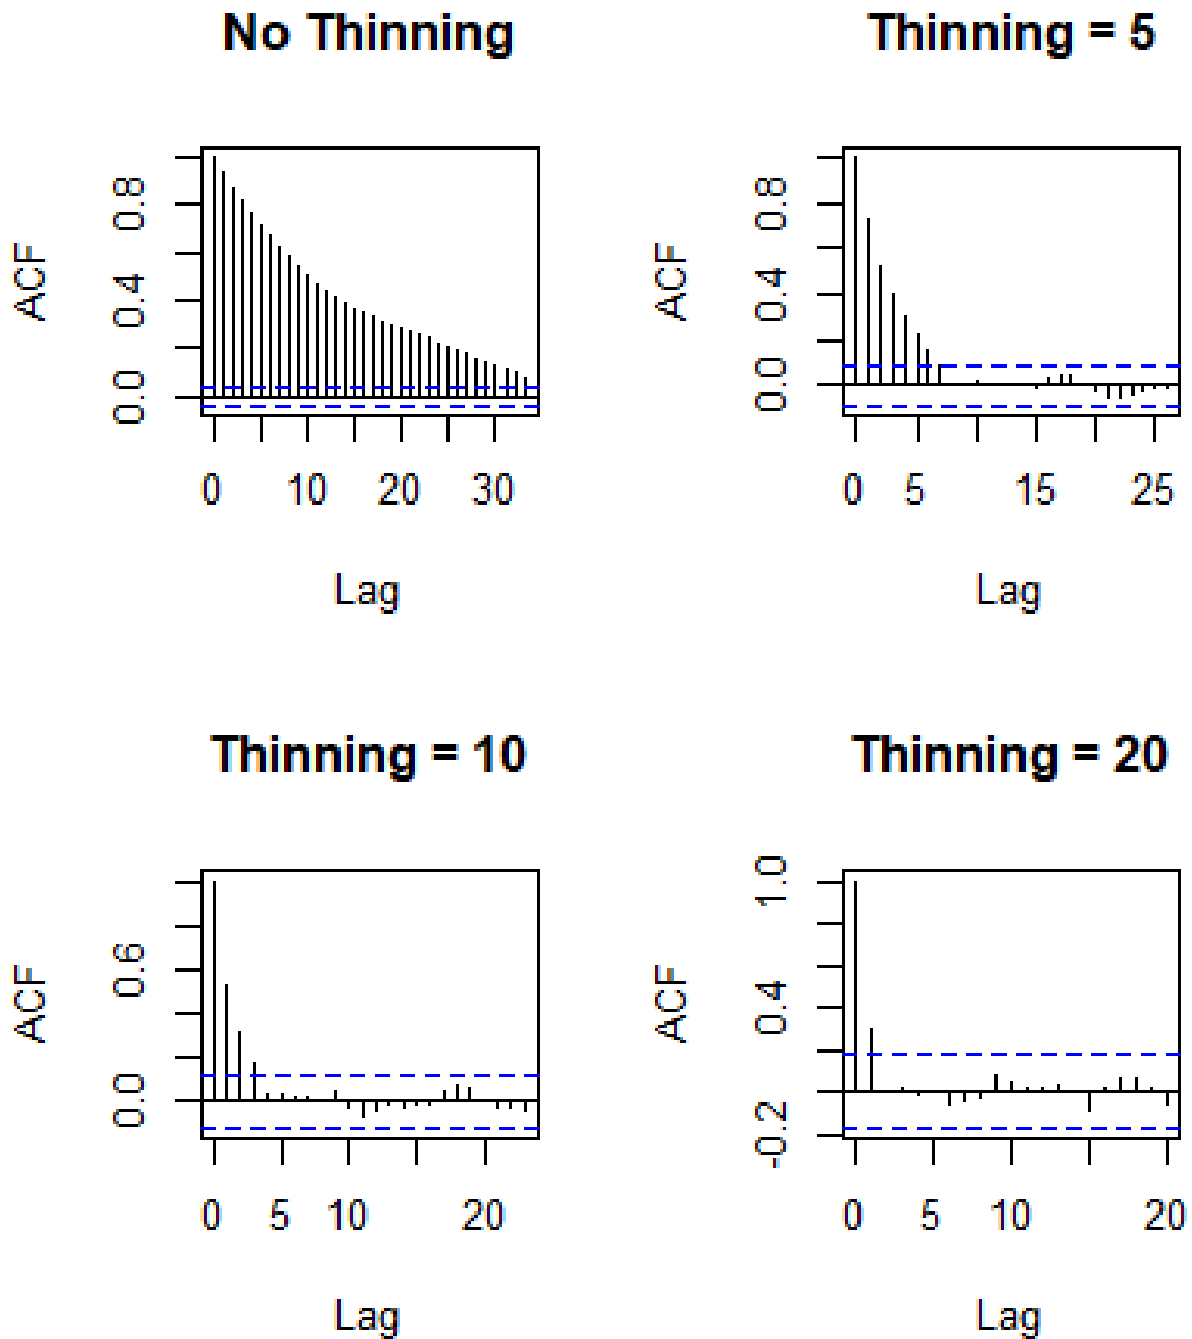 No Thinning
ACF
0.0 0.4 0.8
0 10 20 30
Lag
Thinning = 5
ACF
0.0 0.4 0.8
0 5 15 25
Lag
Thinning = 10
ACF
0.0 0.6
0 5 10 20
Lag
Thinning = 20
ACF
-0.2 0.4 1.0
0 5 10 20
Lag